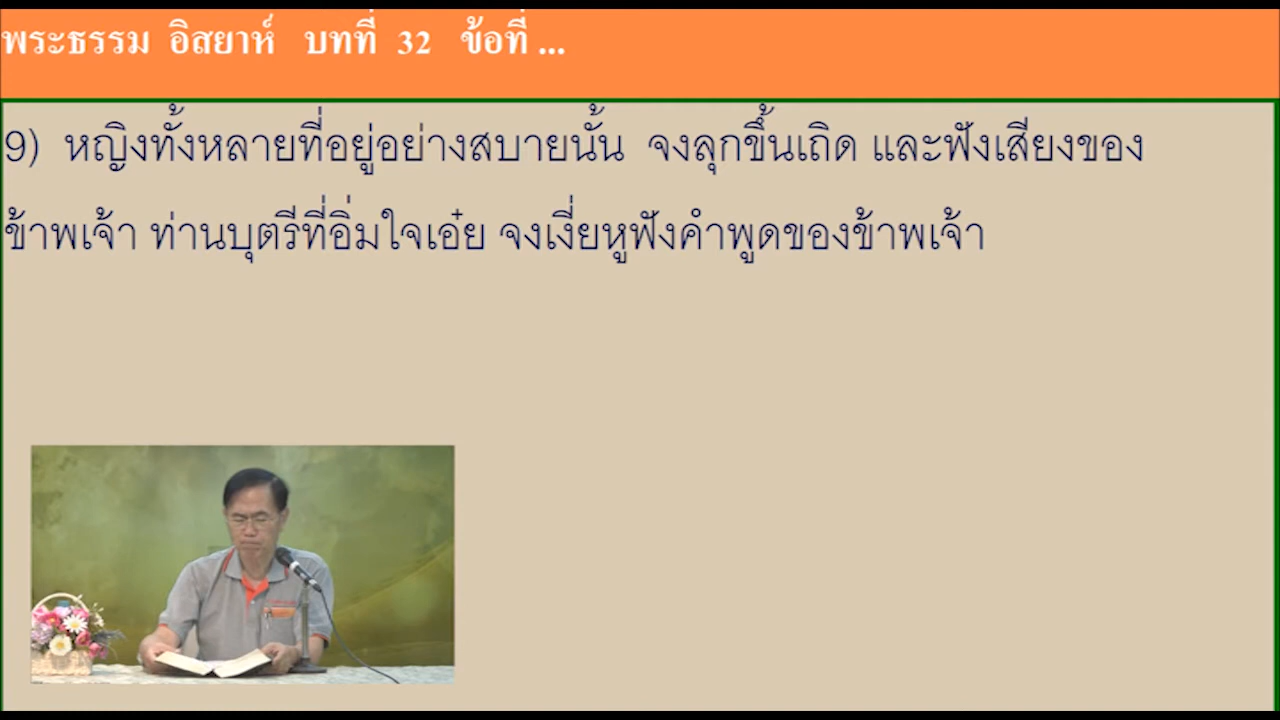 พระธรรม อิสยาห์ บทที่ 32 ข้อที่ ...
9) หญิงทั้งหลายที่อยู่อย่างสบายนั้น จงลุกขึ้นเถิด และฟังเสียงของ
ข้าพเจ้า ท่านบุตรีที่อิ่มใจเอ๋ย จงเงี่ยหูฟังคำพูดของข้าพเจ้า